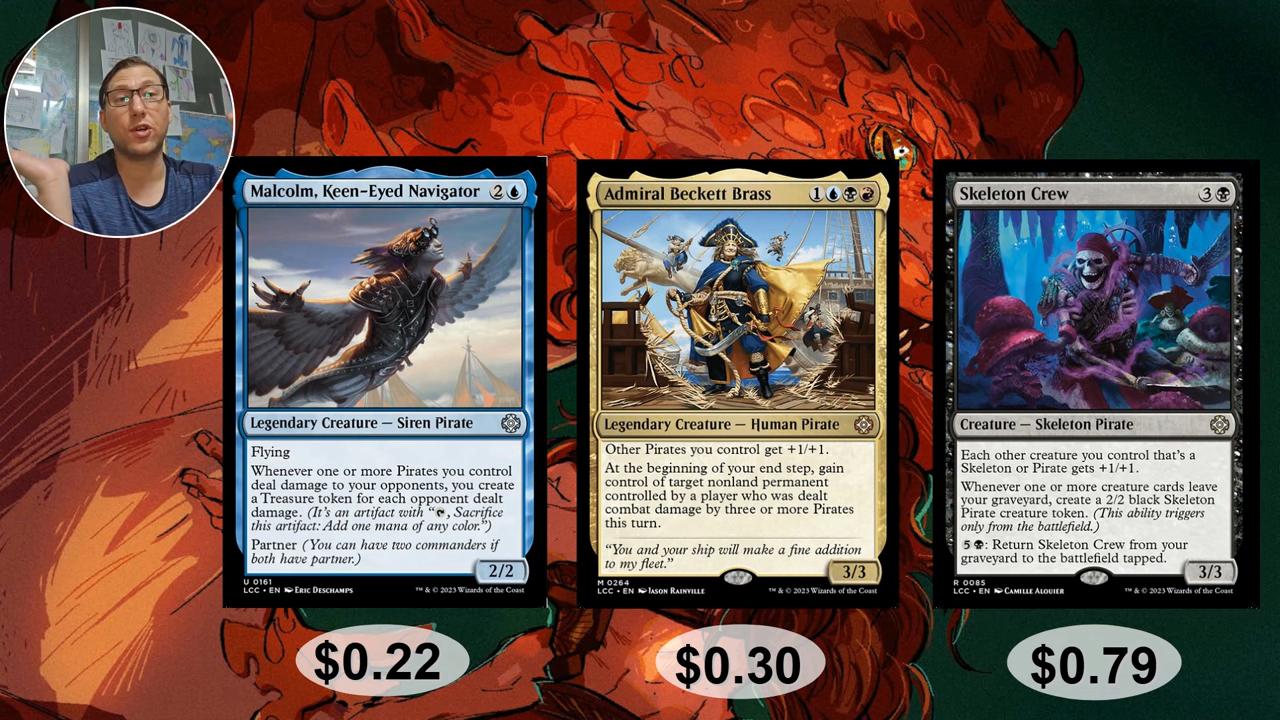 Malcolm, Keen-Eyed Navigator 2
Legendary Creature — Siren Pirate
Flying
Whenever one or more Pirates you control
deal damage to your opponents, you create
a Treasure token for each opponent dealt
damage. (It's an artifact with “, Sacrifice
this artifact: Add one mana of any color.”)
Partner (You can have two commanders if
both have partner.)
2/2
U 0161
LCC • EN ERIC DESCHAMPS
™ & © 2023 Wizards of the Coast
$0.22
Admiral Beckett Brass 1
Legendary Creature — Human Pirate
Other Pirates you control get +1/+1.
At the beginning of your end step, gain
control of target nonland permanent
controlled by a player who was dealt
combat damage by three or more Pirates
this turn.
“You and your ship will make a fine addition
to my fleet.”
3/3
M 0264
LCC • EN JASON RAINVILLE
™ & © 2023 Wizards of the Coast
$0.30
Skeleton Crew 3
Creature — Skeleton Pirate
Each other creature you control that's a
Skeleton or Pirate gets +1/+1.
Whenever one or more creature cards leave
your graveyard, create a 2/2 black Skeleton
Pirate creature token. (This ability triggers
only from the battlefield.)
5: Return Skeleton Crew from your
graveyard to the battlefield tapped.
3/3
R 0085
LCC • EN CAMILLE ALQUIER
™ & © 2023 Wizards of the Coast
$0.79